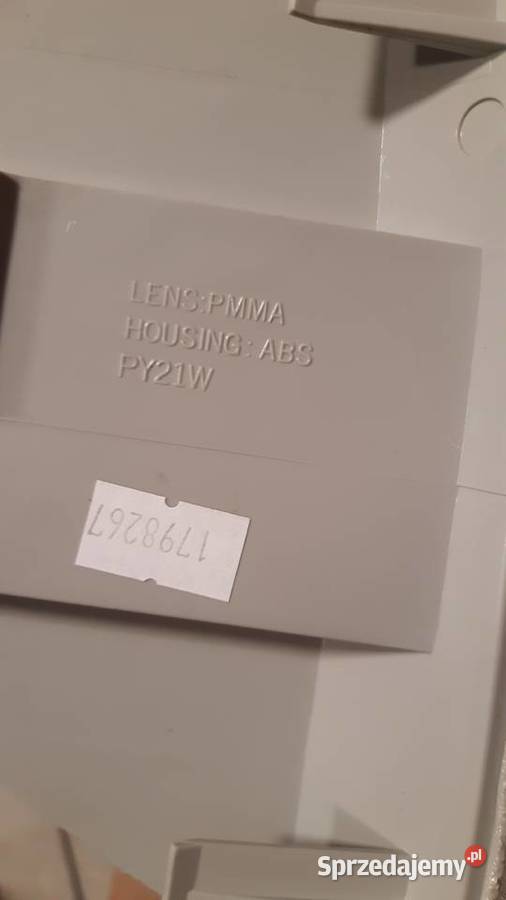 LENS:PMMA
HOUSING: ABS
PY21W
1798267
Sprzedajemy.pl